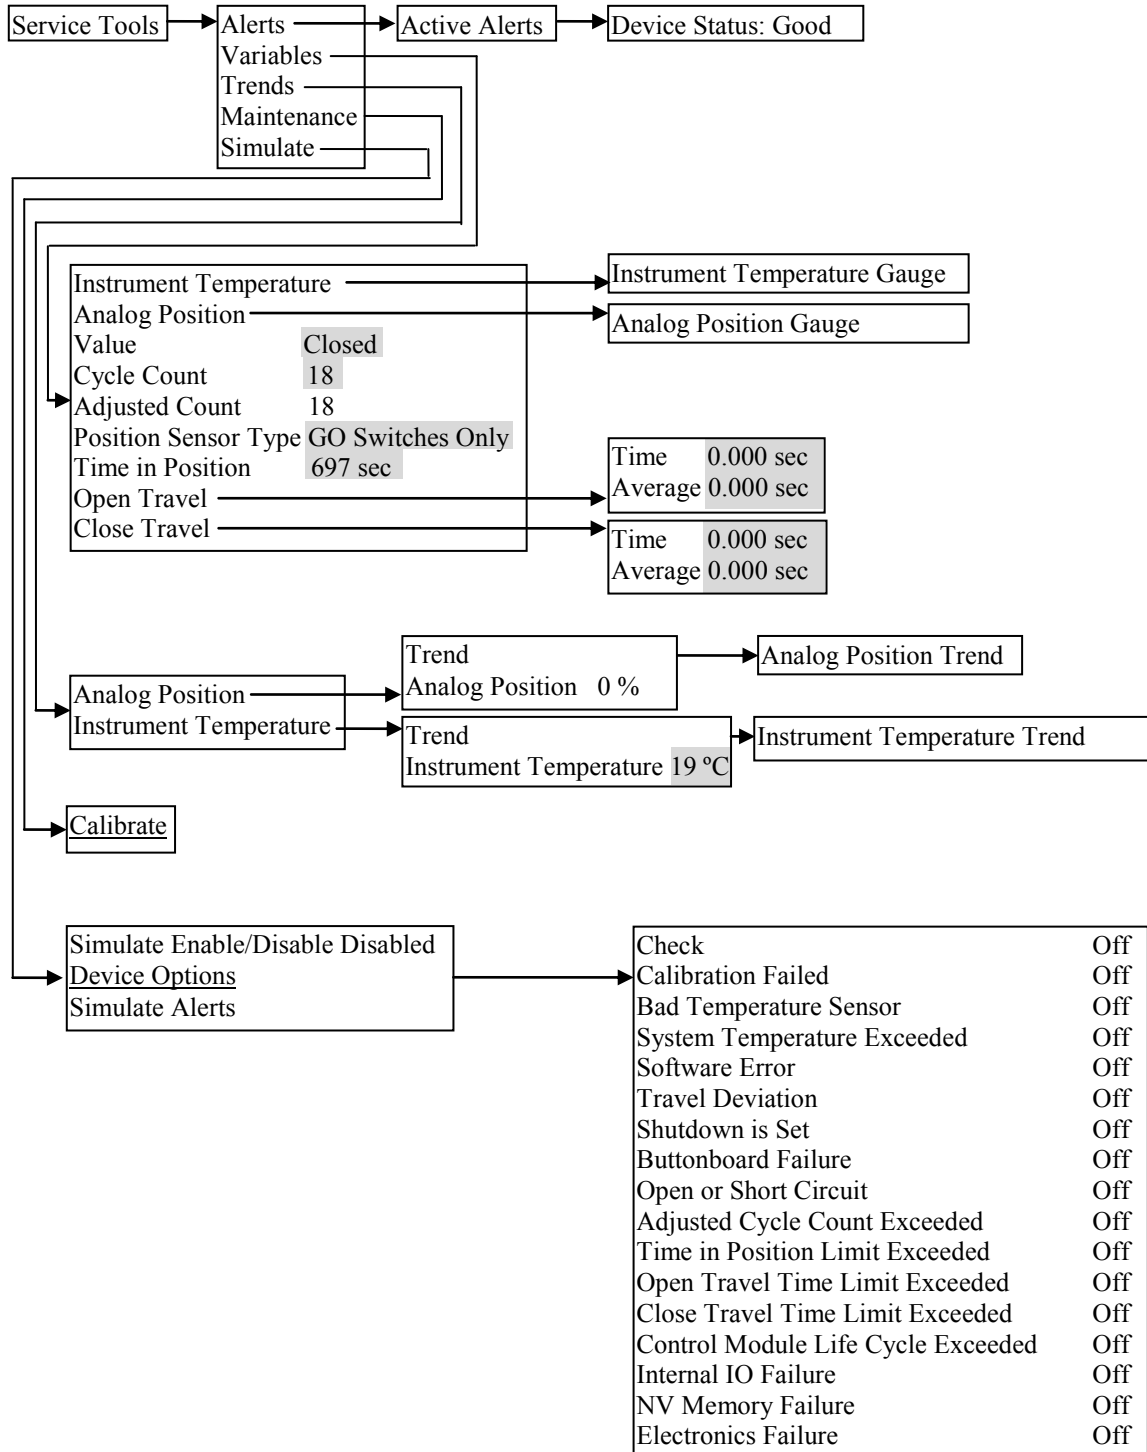 Service Tools
Alerts
Variables
Trends
Maintenance
Simulate
Active Alerts
Device Status: Good
Instrument Temperature
Analog Position
Value Closed
Cycle Count 18
Adjusted Count 18
Position Sensor Type GO Switches Only
Time in Position 697 sec
Open Travel
Close Travel
Instrument Temperature Gauge
Analog Position Gauge
Time 0.000 sec
Average 0.000 sec
Time 0.000 sec
Average 0.000 sec
Analog Position
Instrument Temperature
Trend
Analog Position 0 %
Analog Position Trend
Trend
Instrument Temperature 19 ºC
Instrument Temperature Trend
Calibrate
Simulate Enable/Disable Disabled
Device Options
Simulate Alerts
Check Off
Calibration Failed Off
Bad Temperature Sensor Off
System Temperature Exceeded Off
Software Error Off
Travel Deviation Off
Shutdown is Set Off
Buttonboard Failure Off
Open or Short Circuit Off
Adjusted Cycle Count Exceeded Off
Time in Position Limit Exceeded Off
Open Travel Time Limit Exceeded Off
Close Travel Time Limit Exceeded Off
Control Module Life Cycle Exceeded Off
Internal IO Failure Off
NV Memory Failure Off
Electronics Failure Off